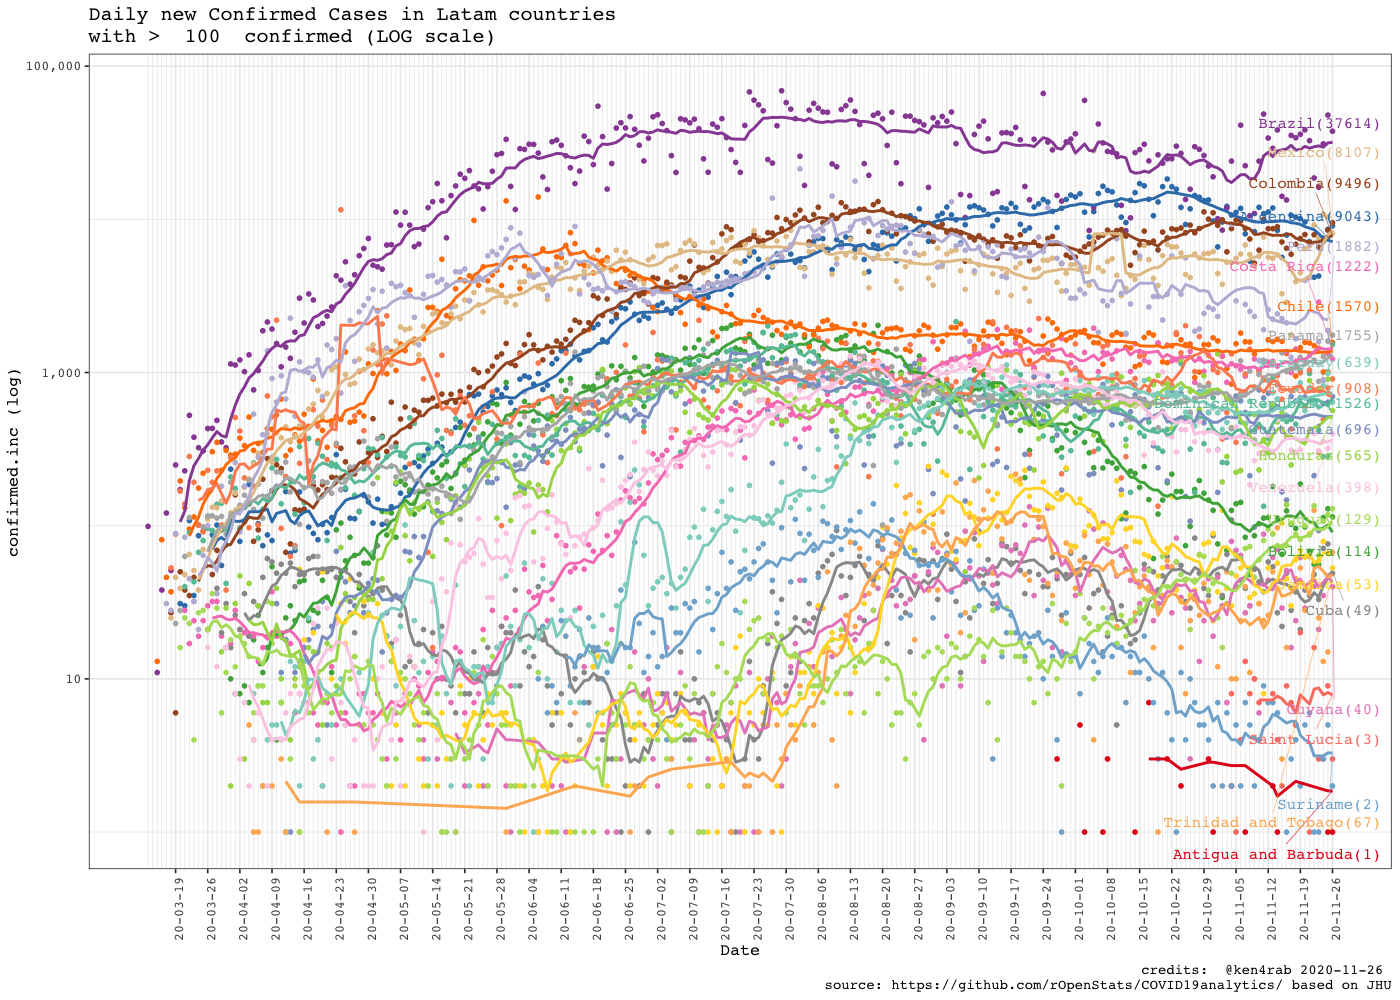 Daily new Confirmed Cases in Latam countries
with >  100  confirmed (LOG scale)
100,000
1,000
10
confirmed.inc (log)
Brazil(37614)
Mexico(8107)
Colombia(9496)
Argentina(9043)
(1882)
Costa Rica(1222)
Chile(1570)
Panama(1755)
(639)
(908)
Dominican Republic(1526)
Guatemala(696)
Honduras(565)
Venezuela(398)
(129)
Bolivia(114)
(53)
Cuba(49)
Guyana(40)
Saint Lucia(3)
Suriname(2)
Trinidad and Tobago(67)
Antigua and Barbuda(1)
20-03-19
20-03-26
20-04-02
20-04-09
20-04-16
20-04-23
20-04-30
20-05-07
20-05-14
20-05-21
20-05-28
20-06-04
20-06-11
20-06-18
20-06-25
20-07-02
20-07-09
20-07-16
20-07-23
20-07-30
20-08-06
20-08-13
20-08-20
20-08-27
20-09-03
20-09-10
20-09-17
20-09-24
20-10-01
20-10-08
20-10-15
20-10-22
20-10-29
20-11-05
20-11-12
20-11-19
20-11-26
Date
credits:  @ken4rab 2020-11-26
source: https://github.com/rOpenStats/COVID19analytics/ based on JHU